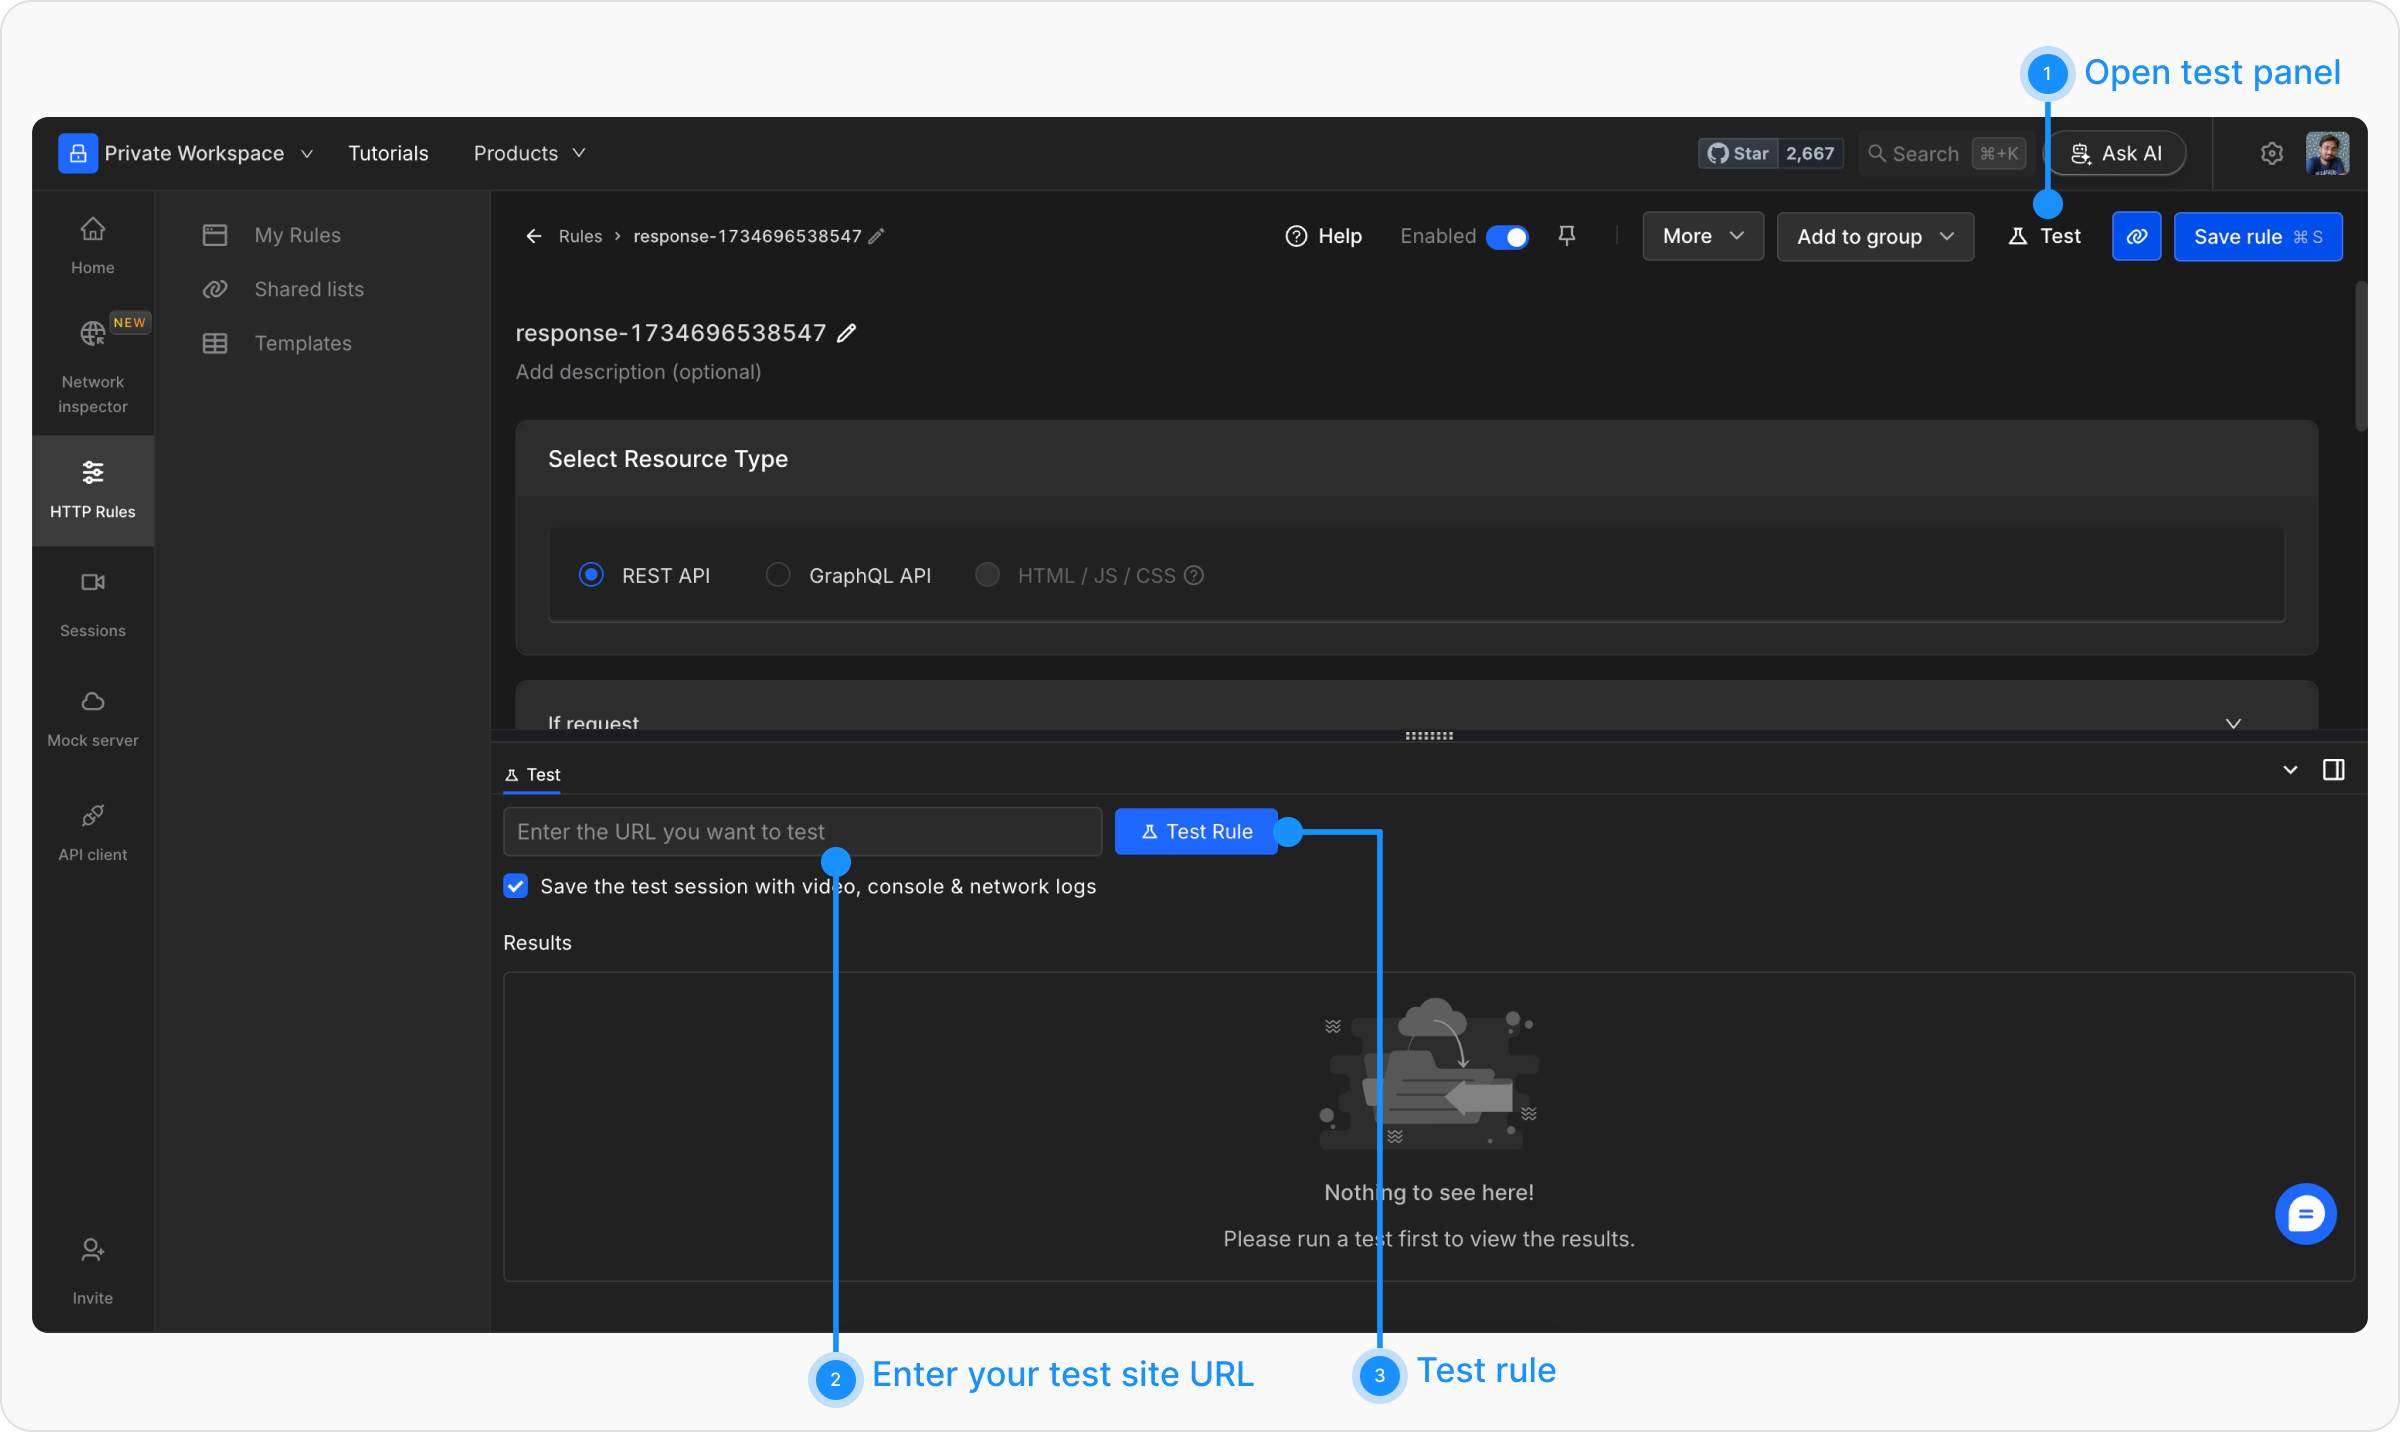 1 Open test panel
Private Workspace Tutorials Products Star 2,667 Search ⌘+K Ask AI
Home
NEW
Network
inspector
HTTP Rules
Sessions
Mock server
API client
Invite
My Rules
Shared lists
Templates
Rules > response-1734696538547 Help Enabled More Add to group Test Save rule ⌘ S
response-1734696538547
Add description (optional)
Select Resource Type
REST API GraphQL API HTML / JS / CSS
If request
Test
Enter the URL you want to test Test Rule
Save the test session with video, console & network logs
Results
Nothing to see here!
Please run a test first to view the results.
2 Enter your test site URL
3 Test rule